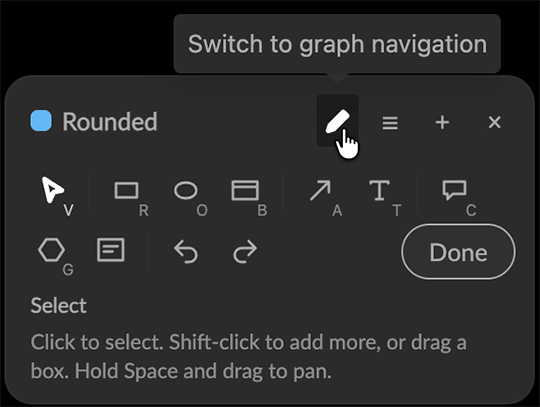 Switch to graph navigation
Rounded
V R O B A T C
G Done
Select
Click to select. Shift-click to add more, or drag a
box. Hold Space and drag to pan.